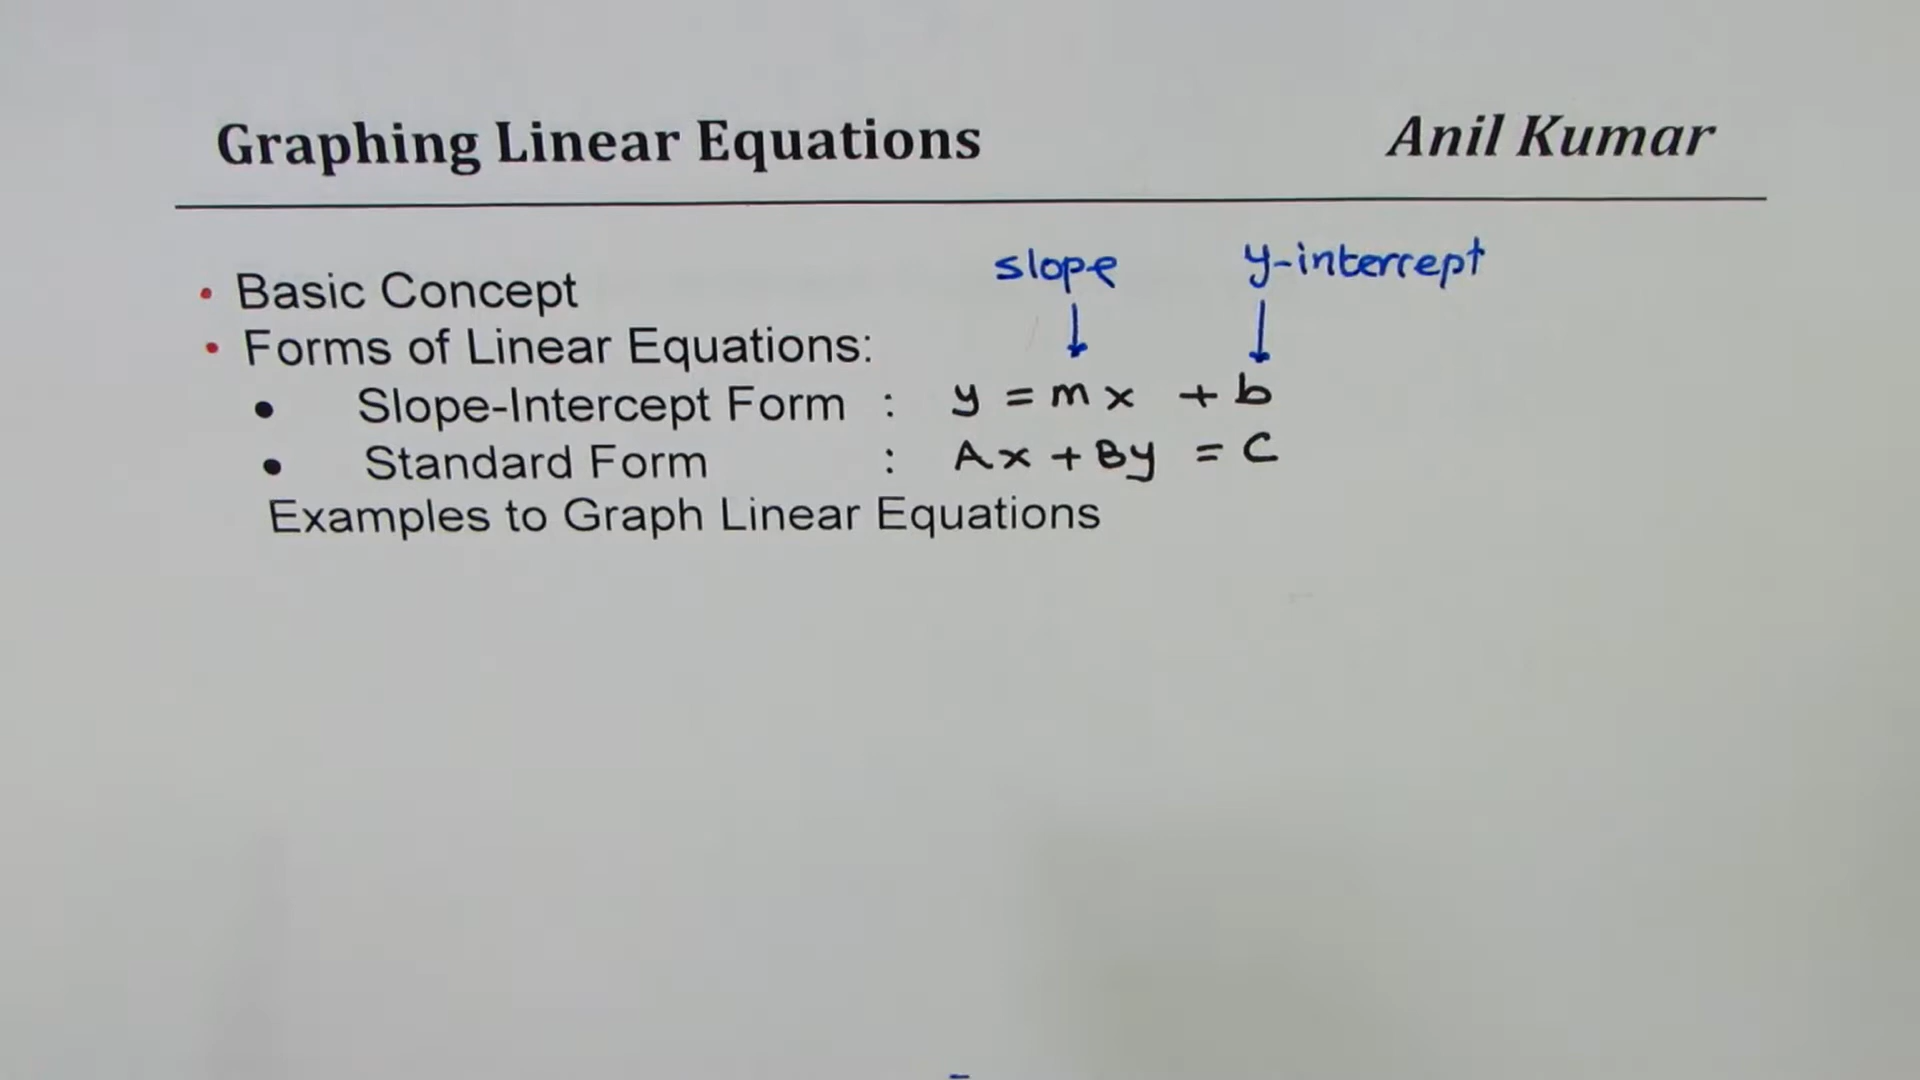 Graphing Linear Equations Anil Kumar
slope y-intercept
• Basic Concept
• Forms of Linear Equations:
• Slope-Intercept Form : y = mx + b
• Standard Form : Ax + By = C
Examples to Graph Linear Equations